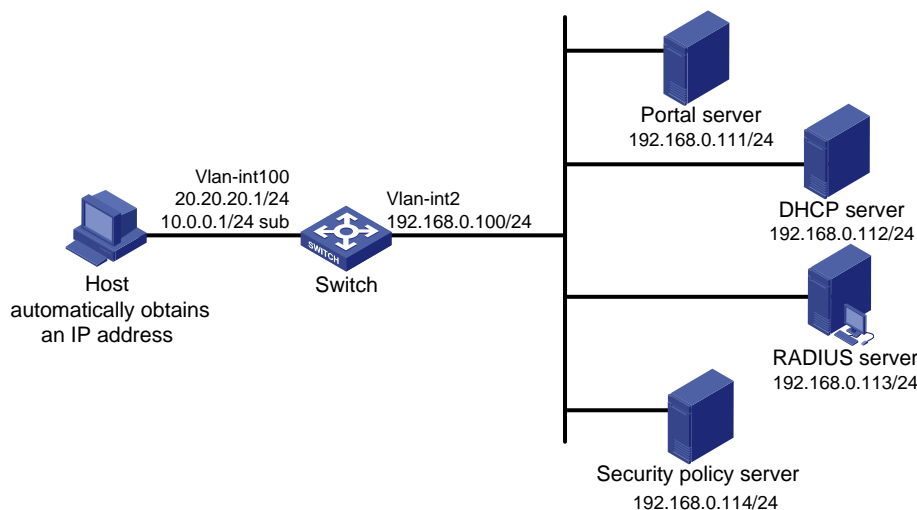 Portal server
192.168.0.111/24
Vlan-int100
20.20.20.1/24
10.0.0.1/24 sub
Vlan-int2
192.168.0.100/24
DHCP server
192.168.0.112/24
SWITCH
Host
automatically obtains
an IP address
Switch
RADIUS server
192.168.0.113/24
Security policy server
192.168.0.114/24